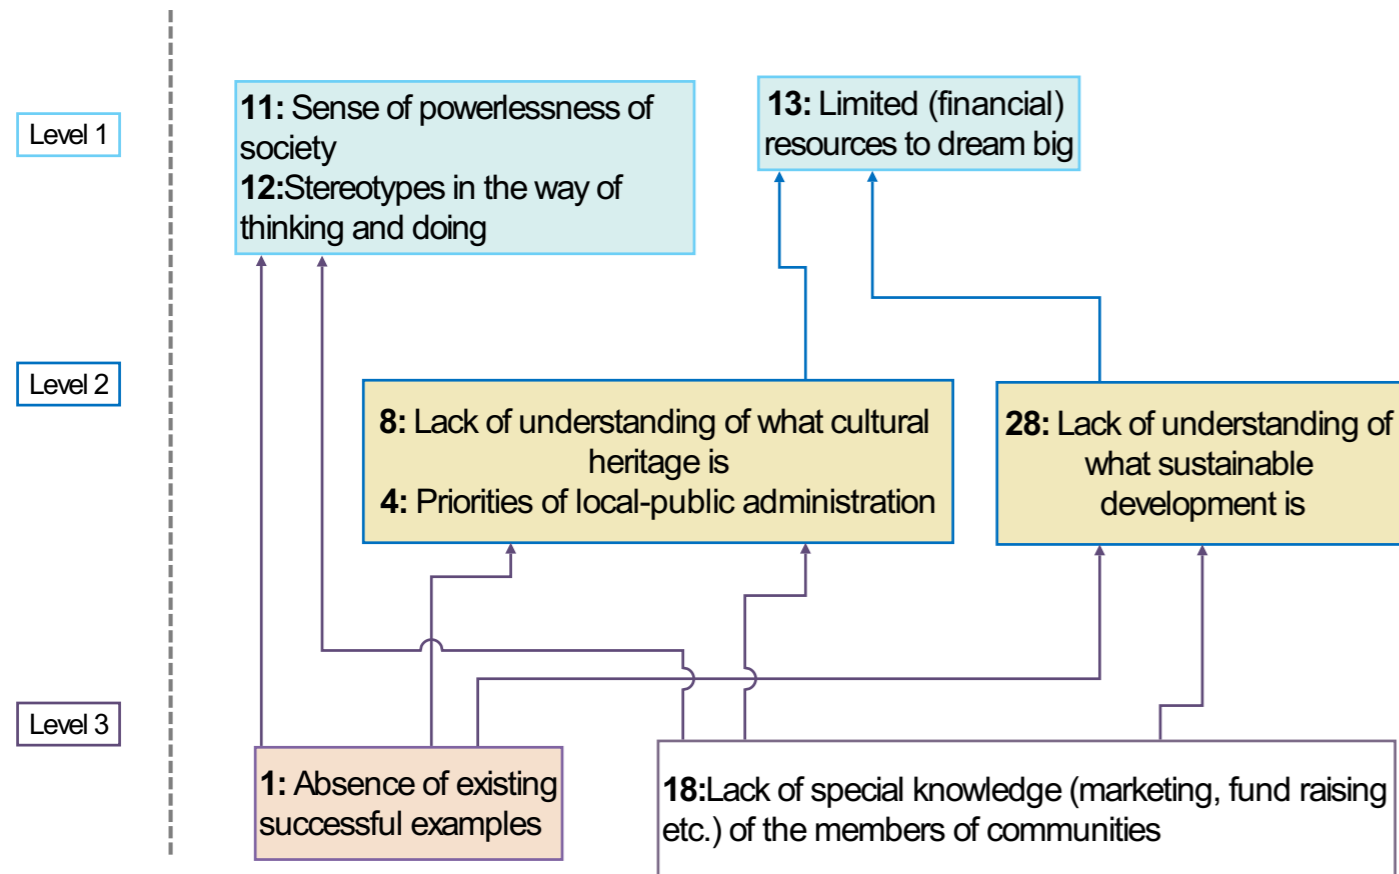 Level 1
11: Sense of powerlessness of
society
12:Stereotypes in the way of
thinking and doing
13: Limited (financial)
resources to dream big
Level 2
8: Lack of understanding of what cultural
heritage is
4: Priorities of local-public administration
28: Lack of understanding of
what sustainable
development is
Level 3
1: Absence of existing
successful examples
18:Lack of special knowledge (marketing, fund raising
etc.) of the members of communities